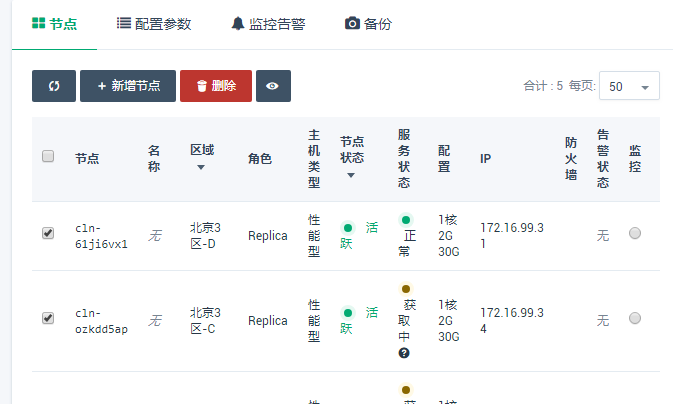 节点 配置参数 监控告警 备份
+ 新增节点 删除 合计 : 5 每页: 50
节点 名称 区域 角色 主机类型 节点状态 服务状态 配置 IP 防火墙 告警状态 监控
cln-61ji6vx1 无 北京3区-D Replica 性能型 活跃 正常 1核2G30G 172.16.99.31 无
cln-ozkdd5ap 无 北京3区-C Replica 性能型 活跃 获取中 1核2G30G 172.16.99.34 无